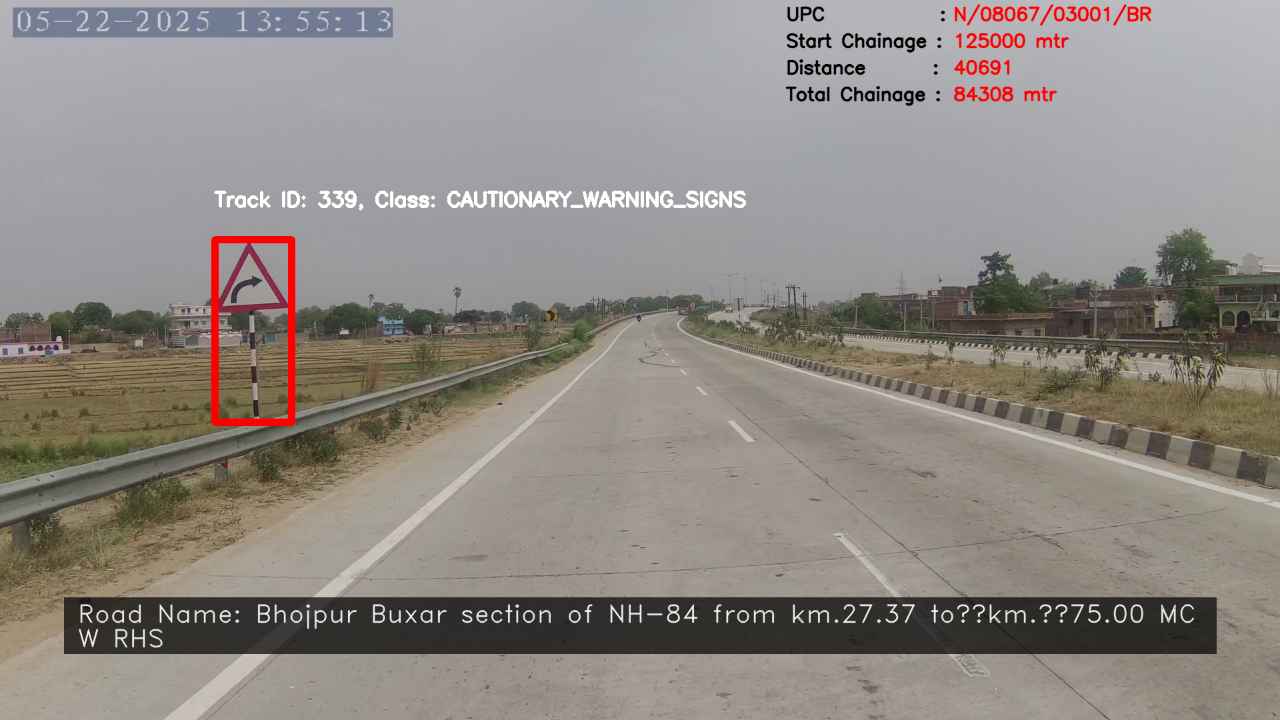 05-22-2025 13:55:13
UPC : N/08067/03001/BR
Start Chainage : 125000 mtr
Distance : 40691
Total Chainage : 84308 mtr
Track ID: 339, Class: CAUTIONARY_WARNING_SIGNS
Road Name: Bhojpur Buxar section of NH-84 from km.27.37 to??km.??75.00 MC
W RHS